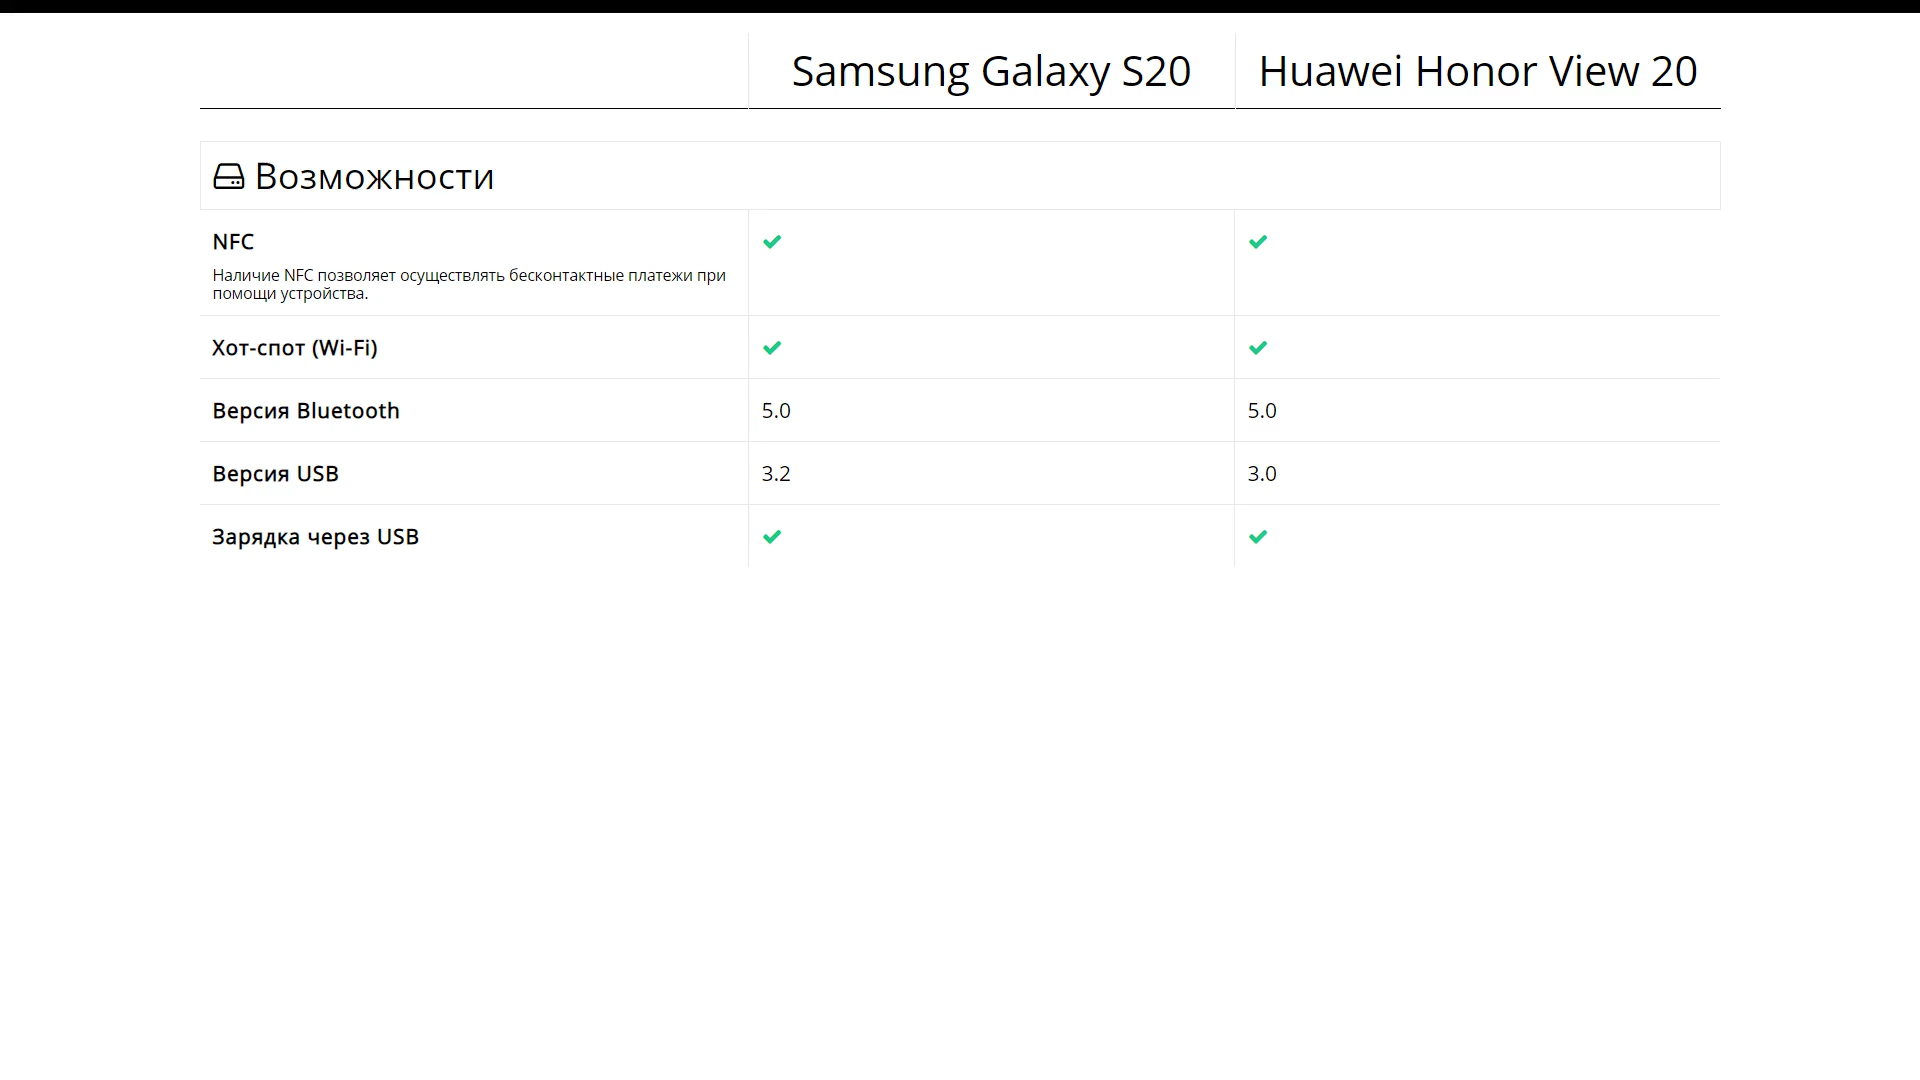 Samsung Galaxy S20 Huawei Honor View 20
Возможности
NFC
Наличие NFC позволяет осуществлять бесконтактные платежи при
помощи устройства.
Хот-спот (Wi-Fi)
Версия Bluetooth 5.0 5.0
Версия USB 3.2 3.0
Зарядка через USB